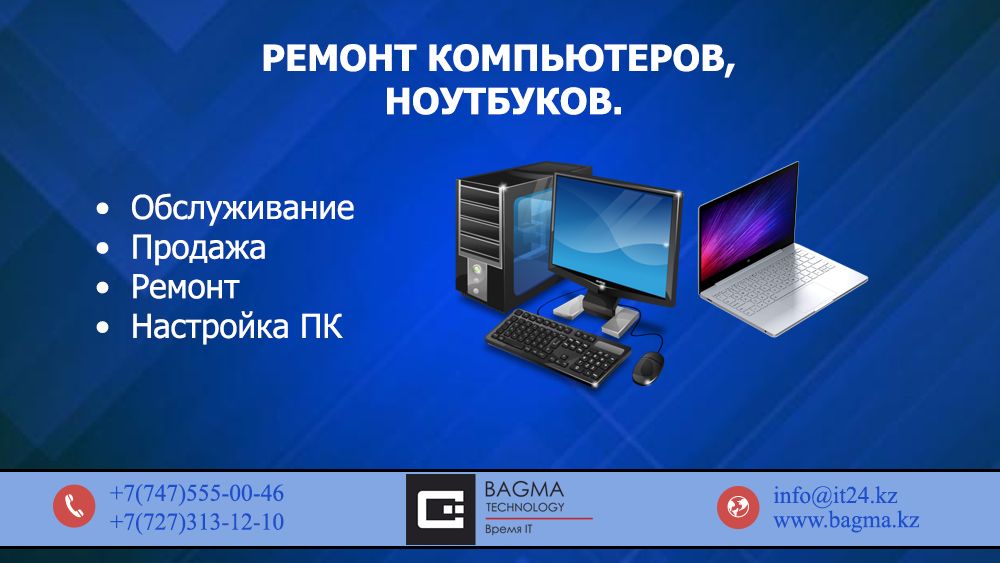 РЕМОНТ КОМПЬЮТЕРОВ,
НОУТБУКОВ.
• Обслуживание
• Продажа
• Ремонт
• Настройка ПК
+7(747)555-00-46
+7(727)313-12-10
BAGMA
TECHNOLOGY
Время IT
info@it24.kz
www.bagma.kz